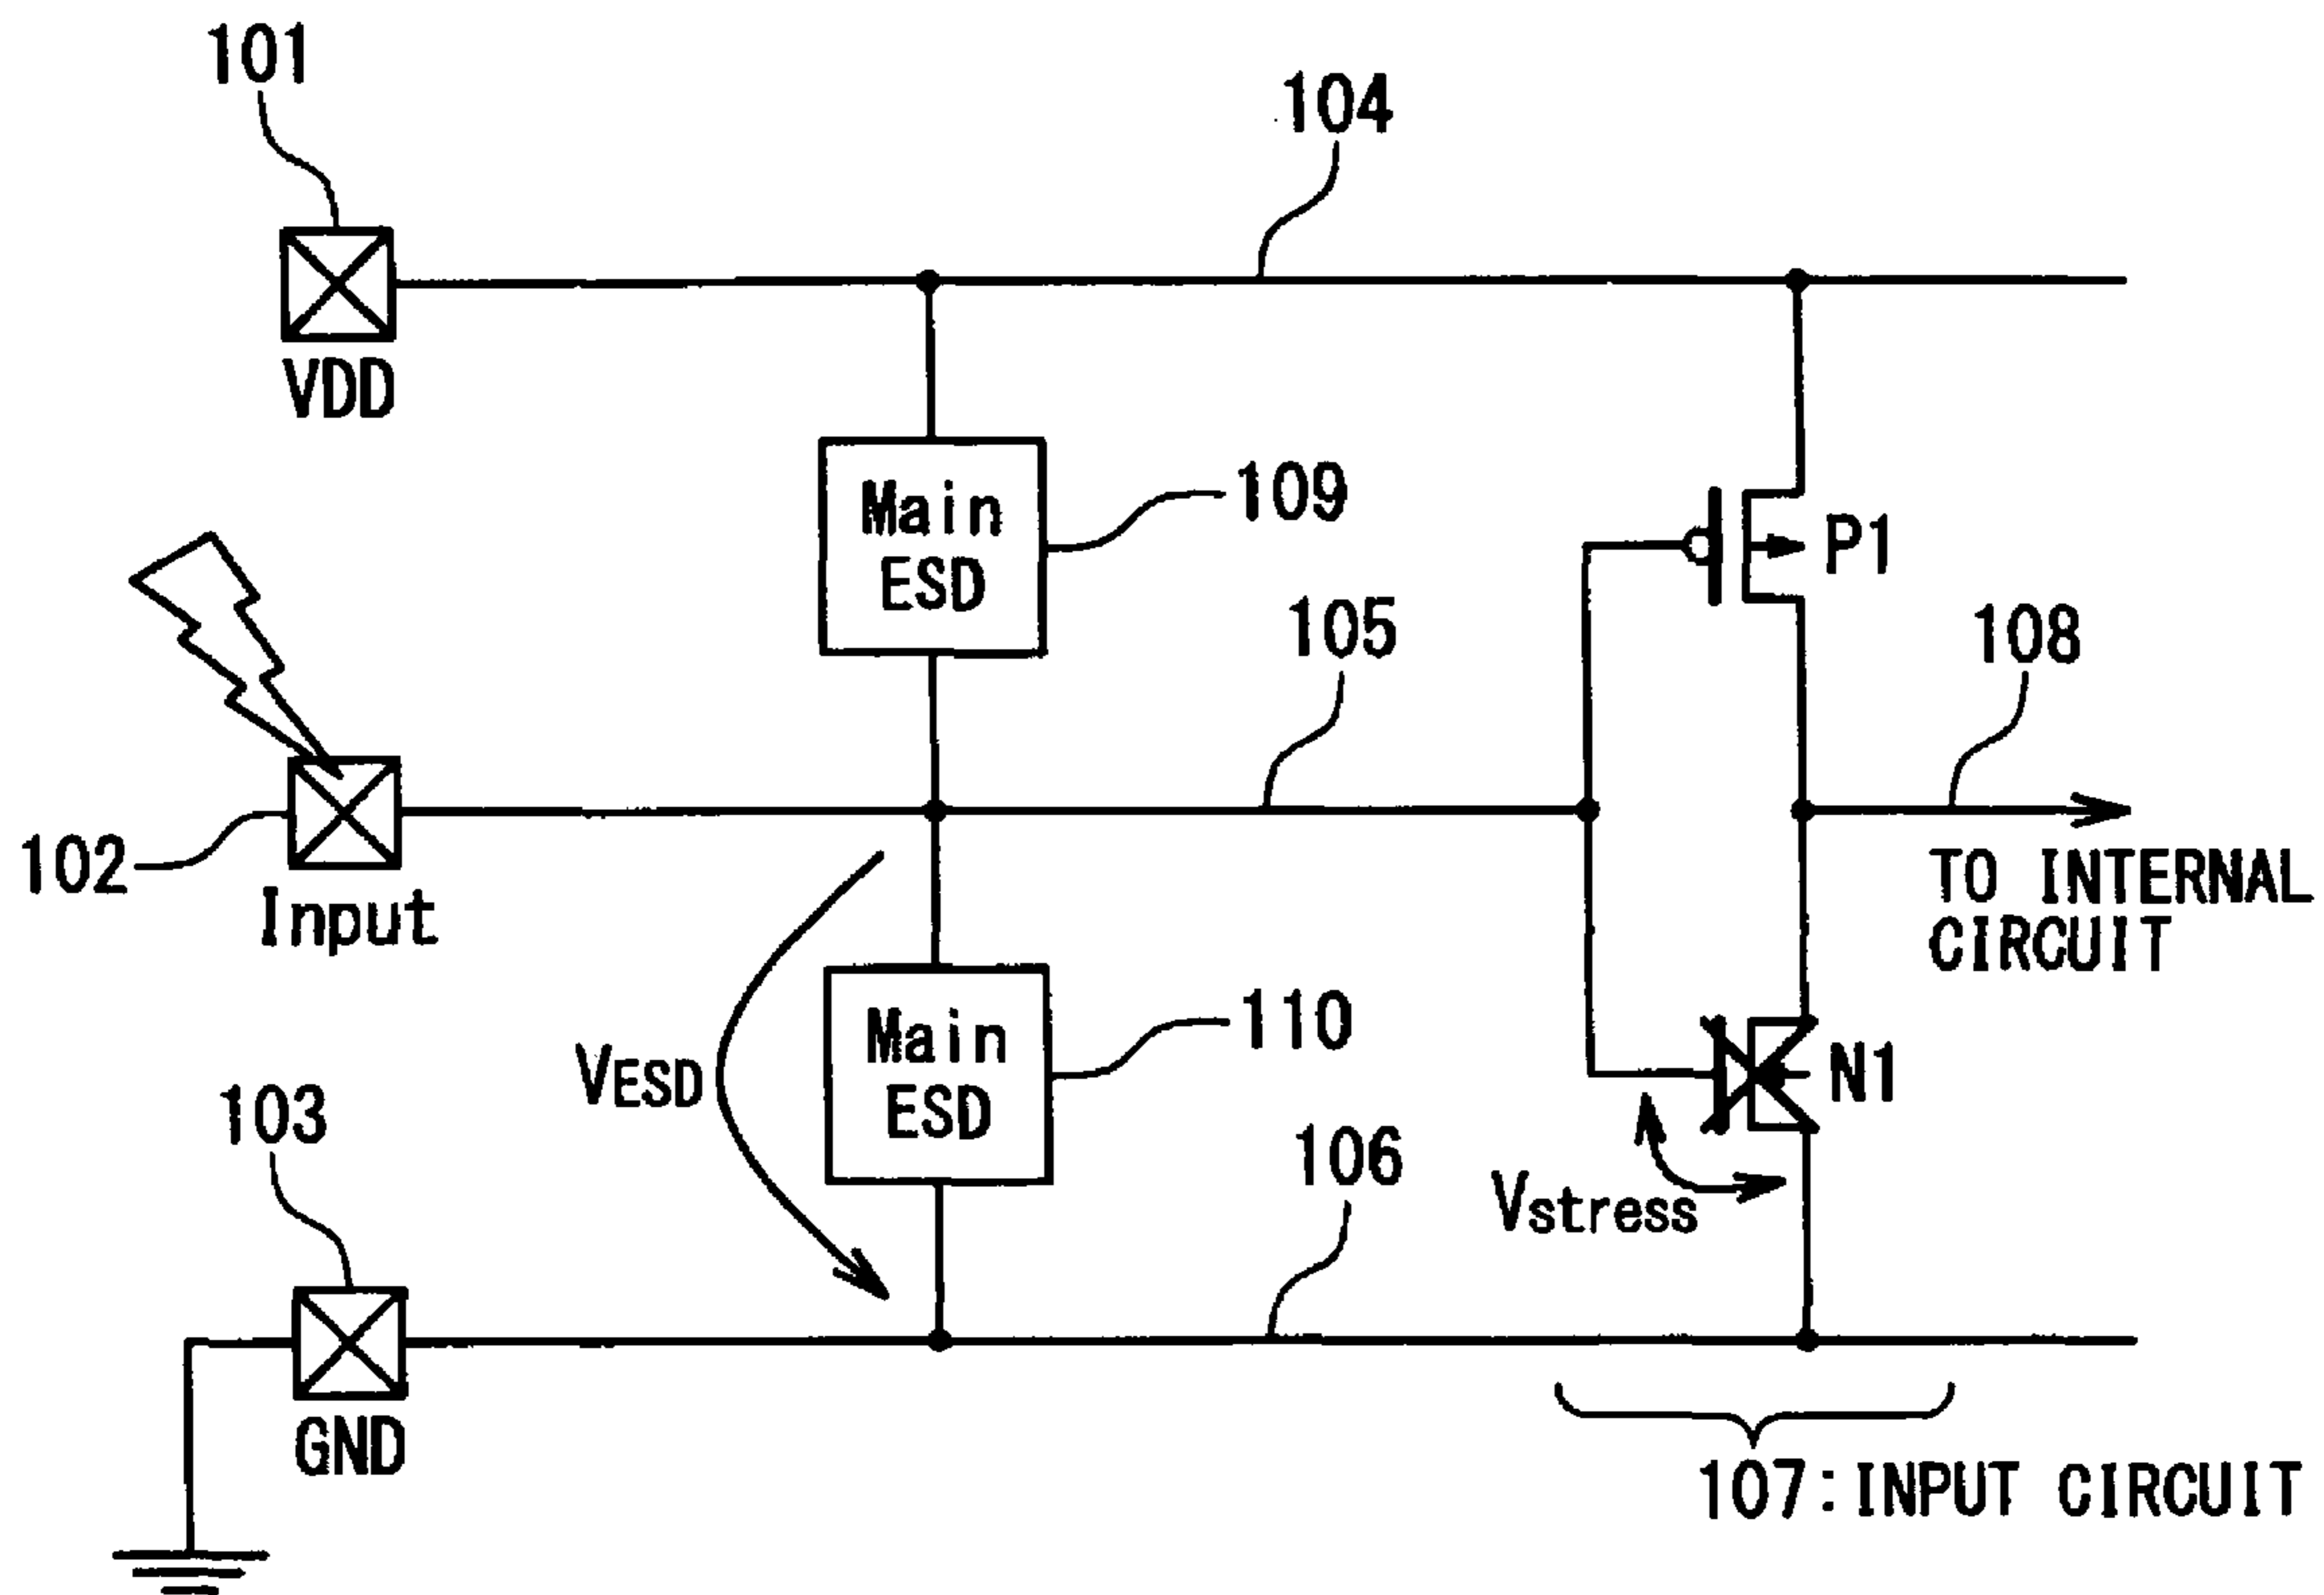 101
104
VDD
Main
ESD
109
P1
105
108
102
Input
TO INTERNAL
CIRCUIT
Main
ESD
110
VESD
N1
103
106
Vstress
GND
107:INPUT CIRCUIT